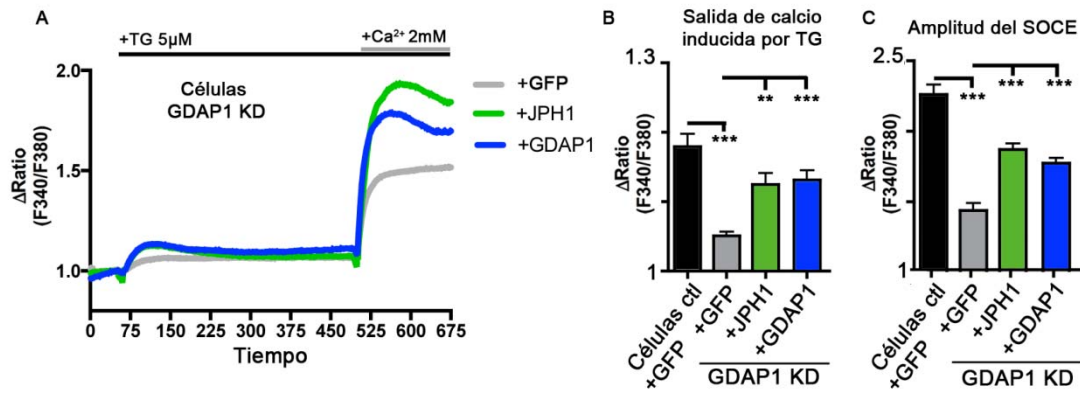 A
+TG 5µM
+Ca²⁺ 2mM
ΔRatio
(F340/F380)
2.0
1.5
1.0
Células
GDAP1 KD
+GFP
+JPH1
+GDAP1
0
75
150
225
300
375
450
525
600
675
Tiempo
B
Salida de calcio
inducida por TG
ΔRatio
(F340/F380)
1.3
1
***
**
***
Células ctl
+GFP
+GFP
+JPH1
+GDAP1
GDAP1 KD
C
Amplitud del SOCE
ΔRatio
(F340/F380)
2.5
1
***
***
***
Células ctl
+GFP
+GFP
+JPH1
+GDAP1
GDAP1 KD